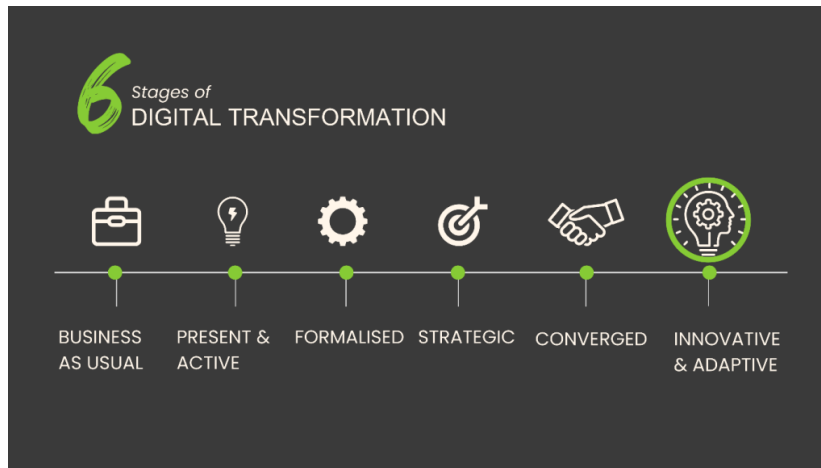 6 Stages of
DIGITAL TRANSFORMATION
BUSINESS
AS USUAL
PRESENT &
ACTIVE
FORMALISED
STRATEGIC
CONVERGED
INNOVATIVE
& ADAPTIVE